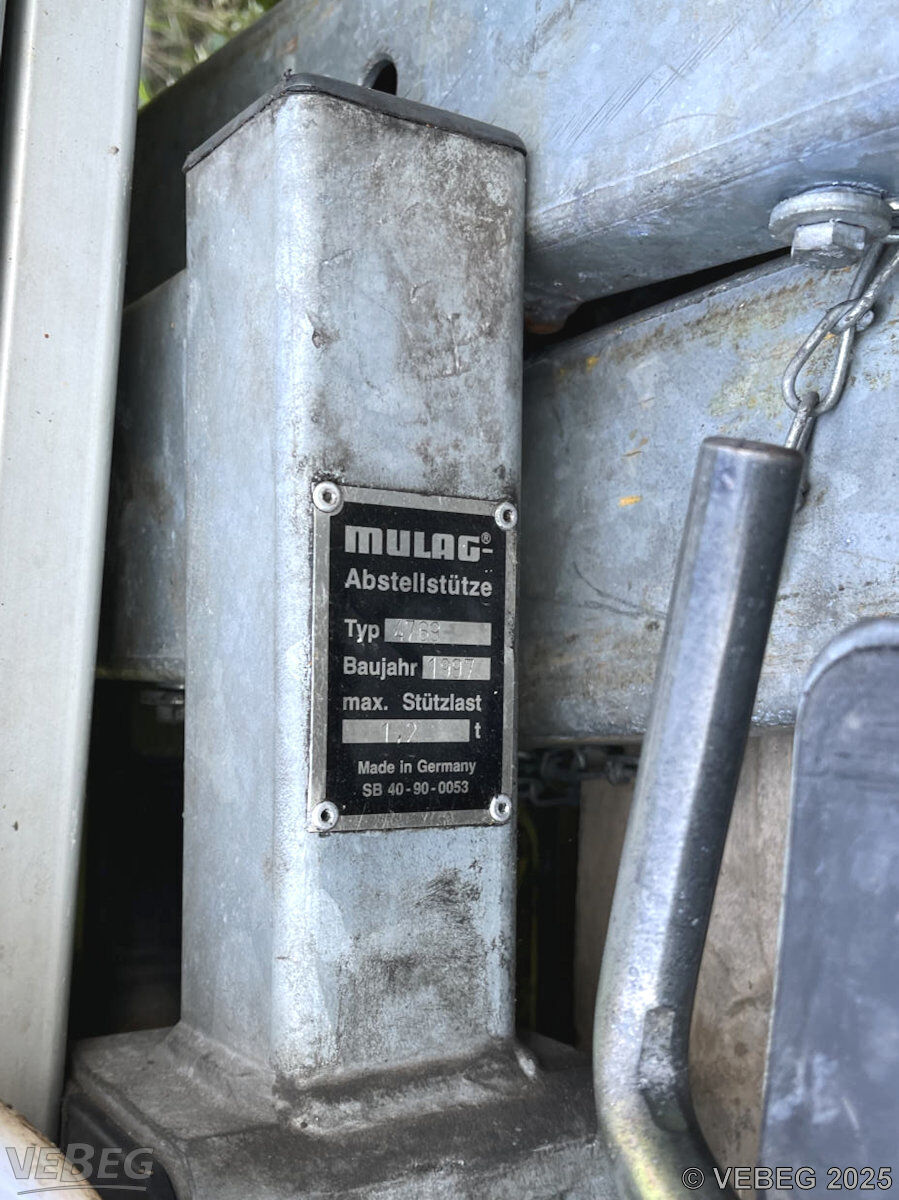 MULAG®-
Abstellstütze
Typ 4769
Baujahr 1997
max. Stützlast
1,2 t
Made in Germany
SB 40-90-0053
VEBEG
© VEBEG 2025